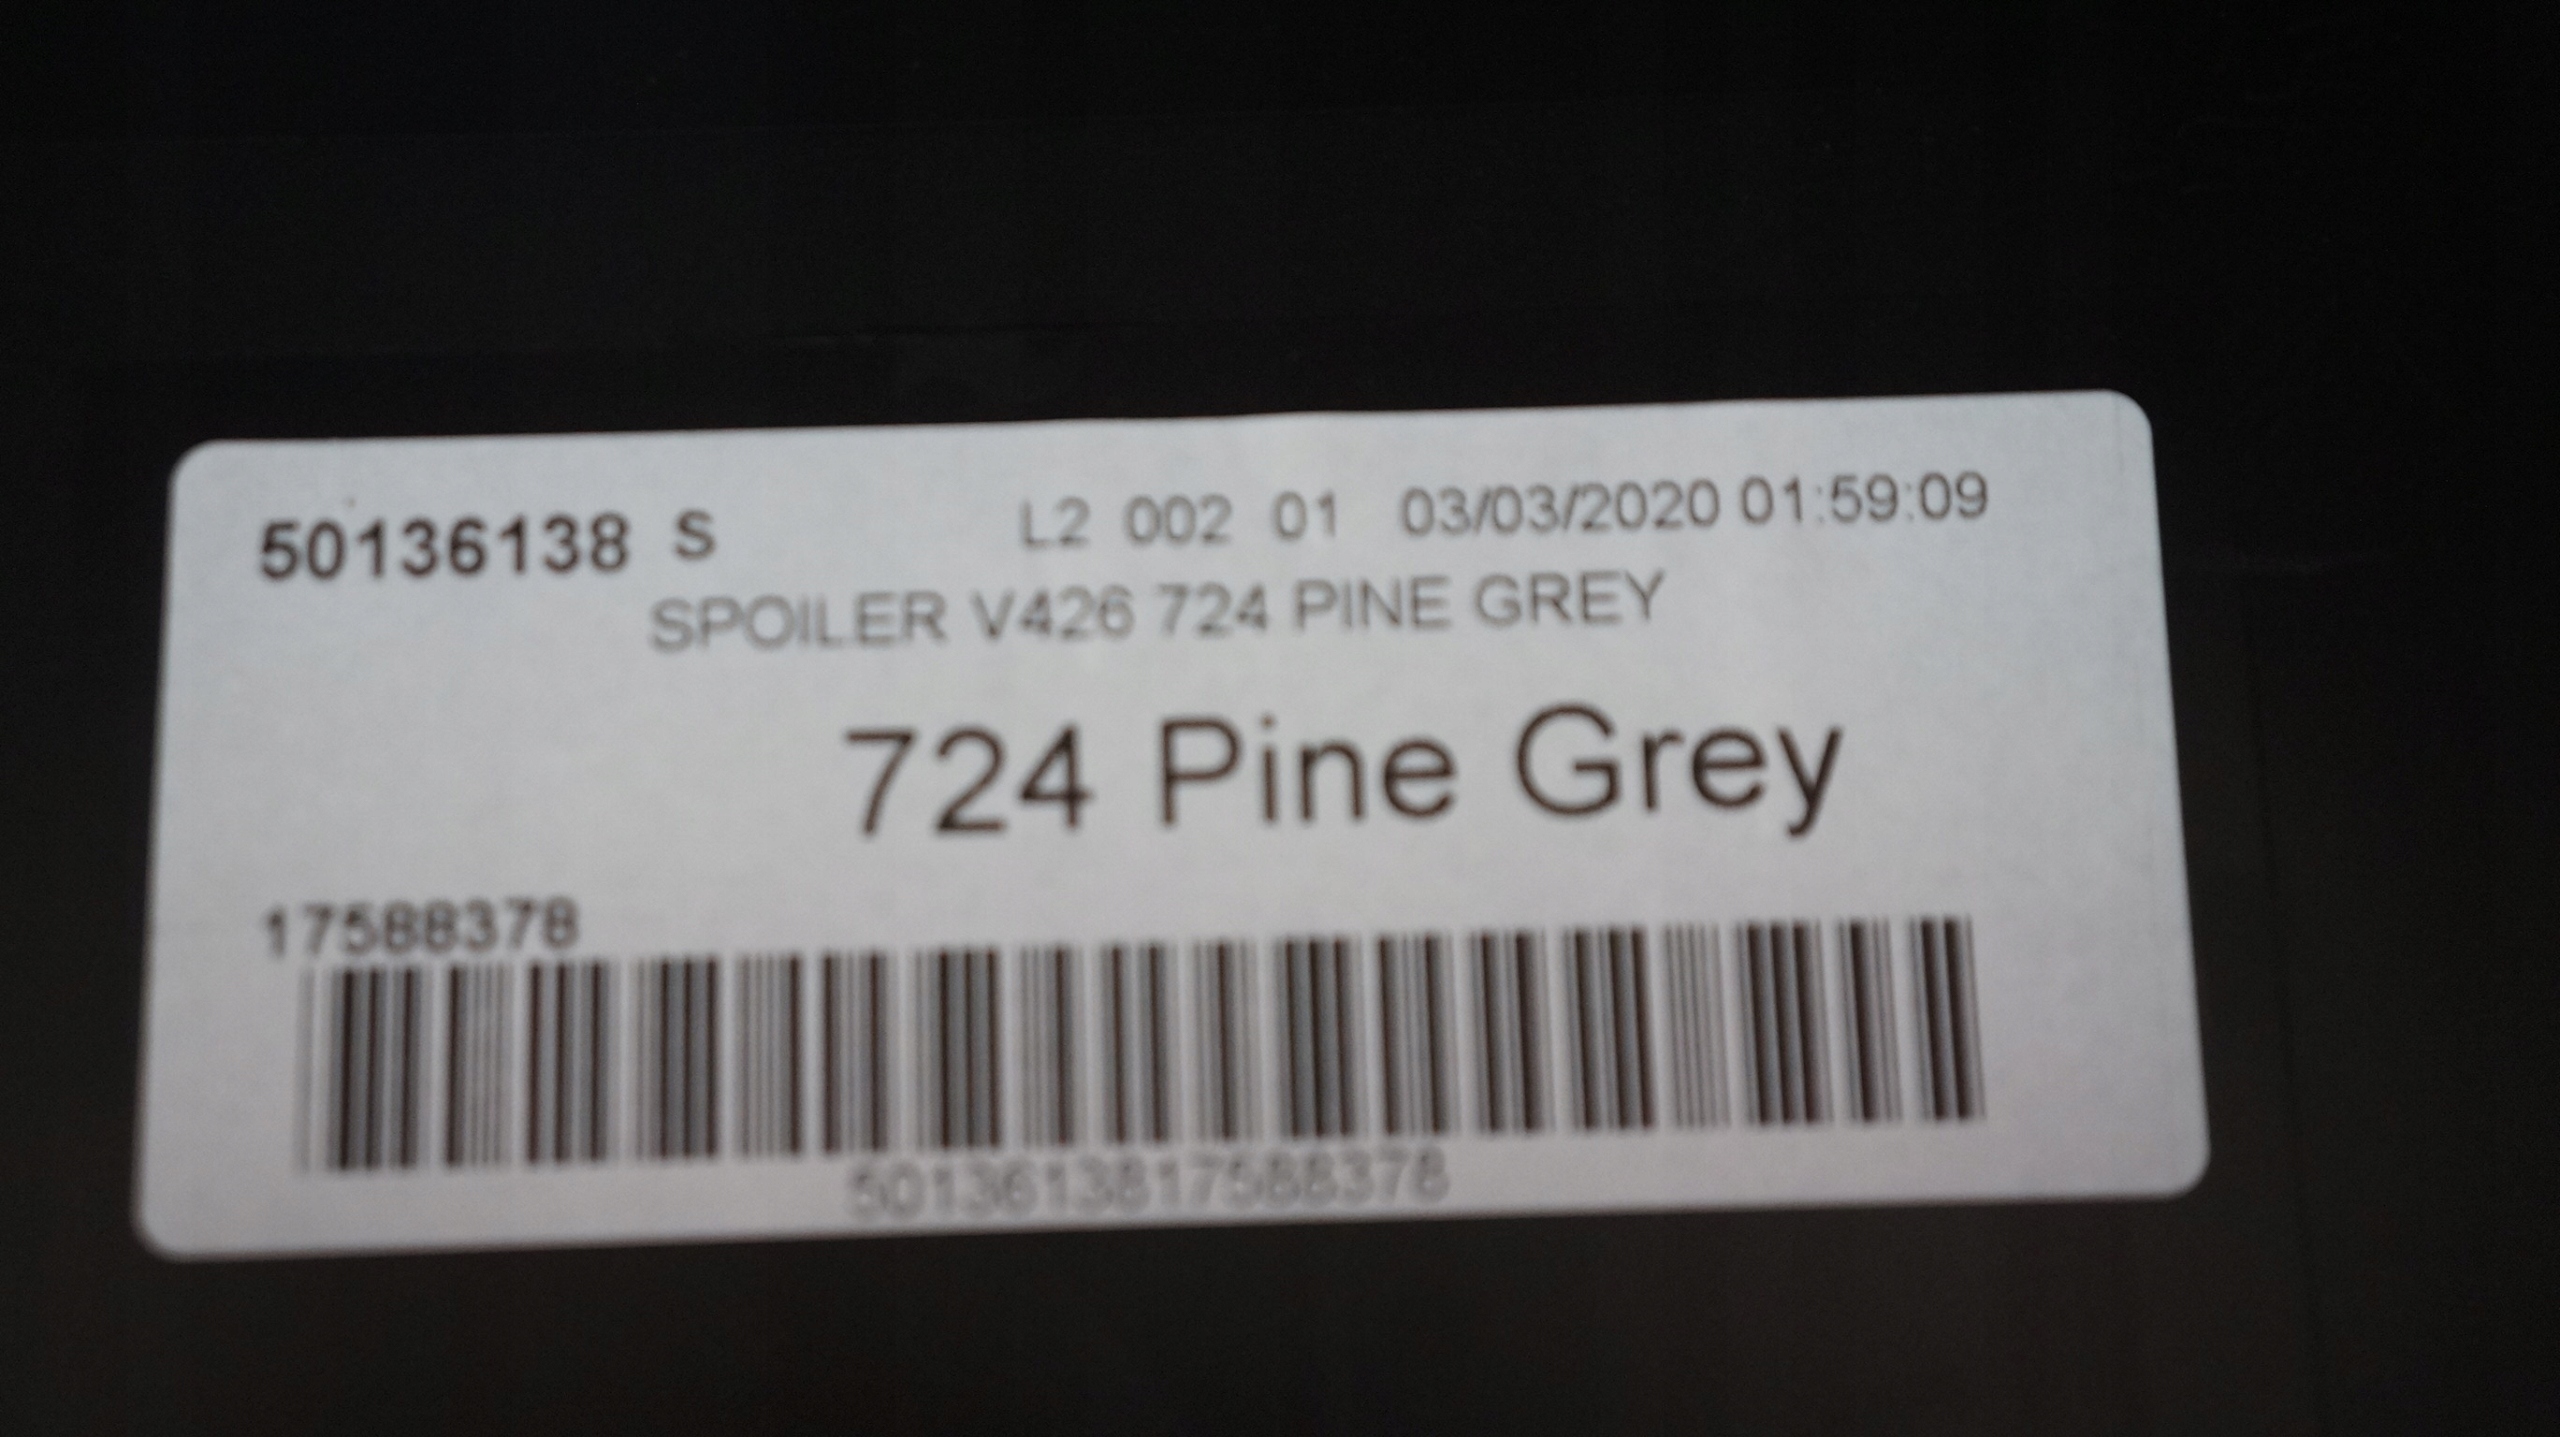 50136138 S L2 002 01 03/03/2020 01:59:09
SPOILER V426 724 PINE GREY
724 Pine Grey
17588378
5013613817588378